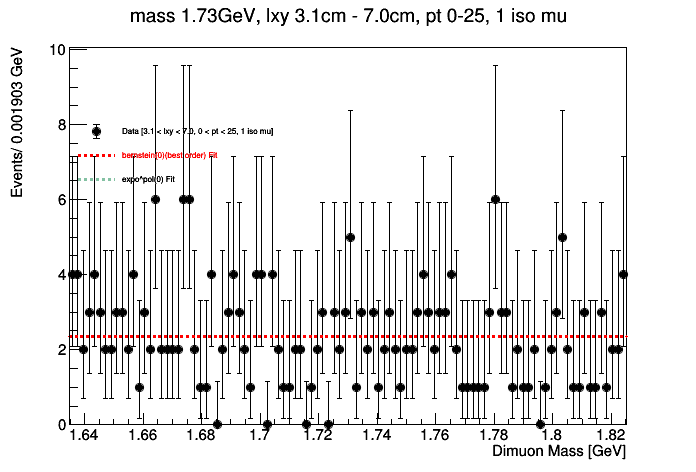 mass 1.73GeV, lxy 3.1cm - 7.0cm, pt 0-25, 1 iso mu
Events/ 0.001903 GeV
10
8
6
4
2
0
Data [3.1 < lxy < 7.0, 0 < pt < 25, 1 iso mu]
bernstein[0](best order) Fit
expo*pol(0) Fit
1.64 1.66 1.68 1.7 1.72 1.74 1.76 1.78 1.8 1.82
Dimuon Mass [GeV]